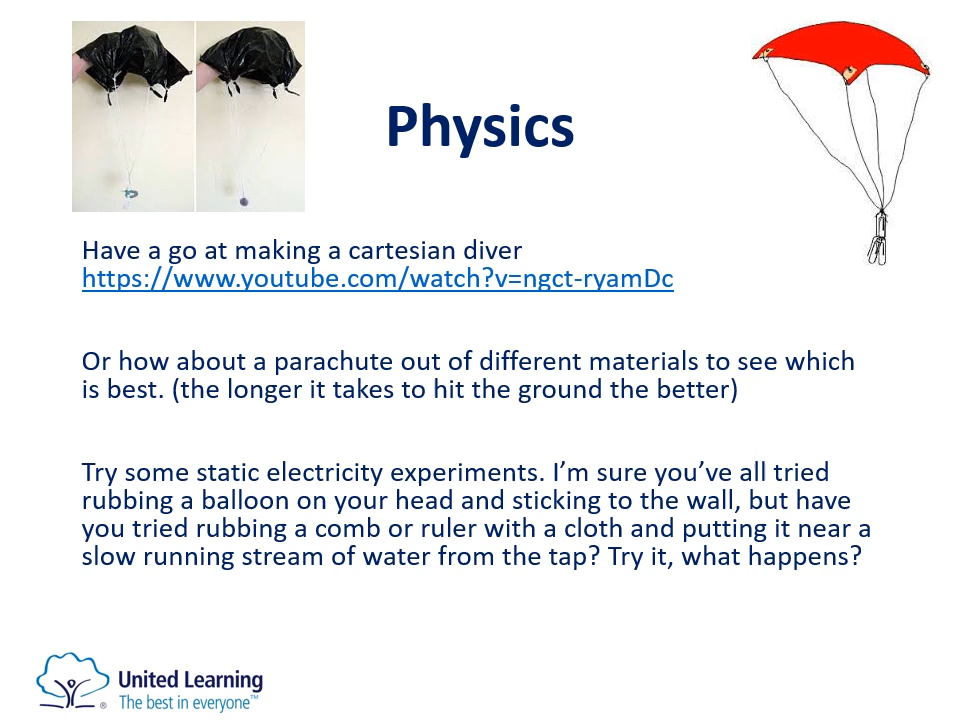 Physics
Have a go at making a cartesian diver
https://www.youtube.com/watch?v=ngct-ryamDc
Or how about a parachute out of different materials to see which
is best. (the longer it takes to hit the ground the better)
Try some static electricity experiments. I’m sure you’ve all tried
rubbing a balloon on your head and sticking to the wall, but have
you tried rubbing a comb or ruler with a cloth and putting it near a
slow running stream of water from the tap? Try it, what happens?
® United Learning
The best in everyone™